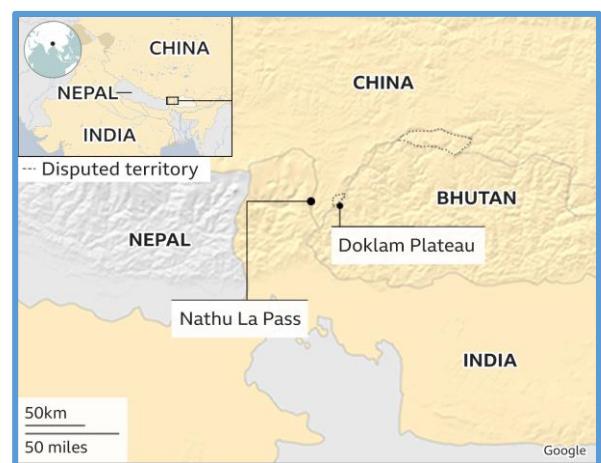 CHINA
NEPAL
INDIA
--- Disputed territory
CHINA
BHUTAN
NEPAL
Doklam Plateau
Nathu La Pass
INDIA
50km
50 miles
Google